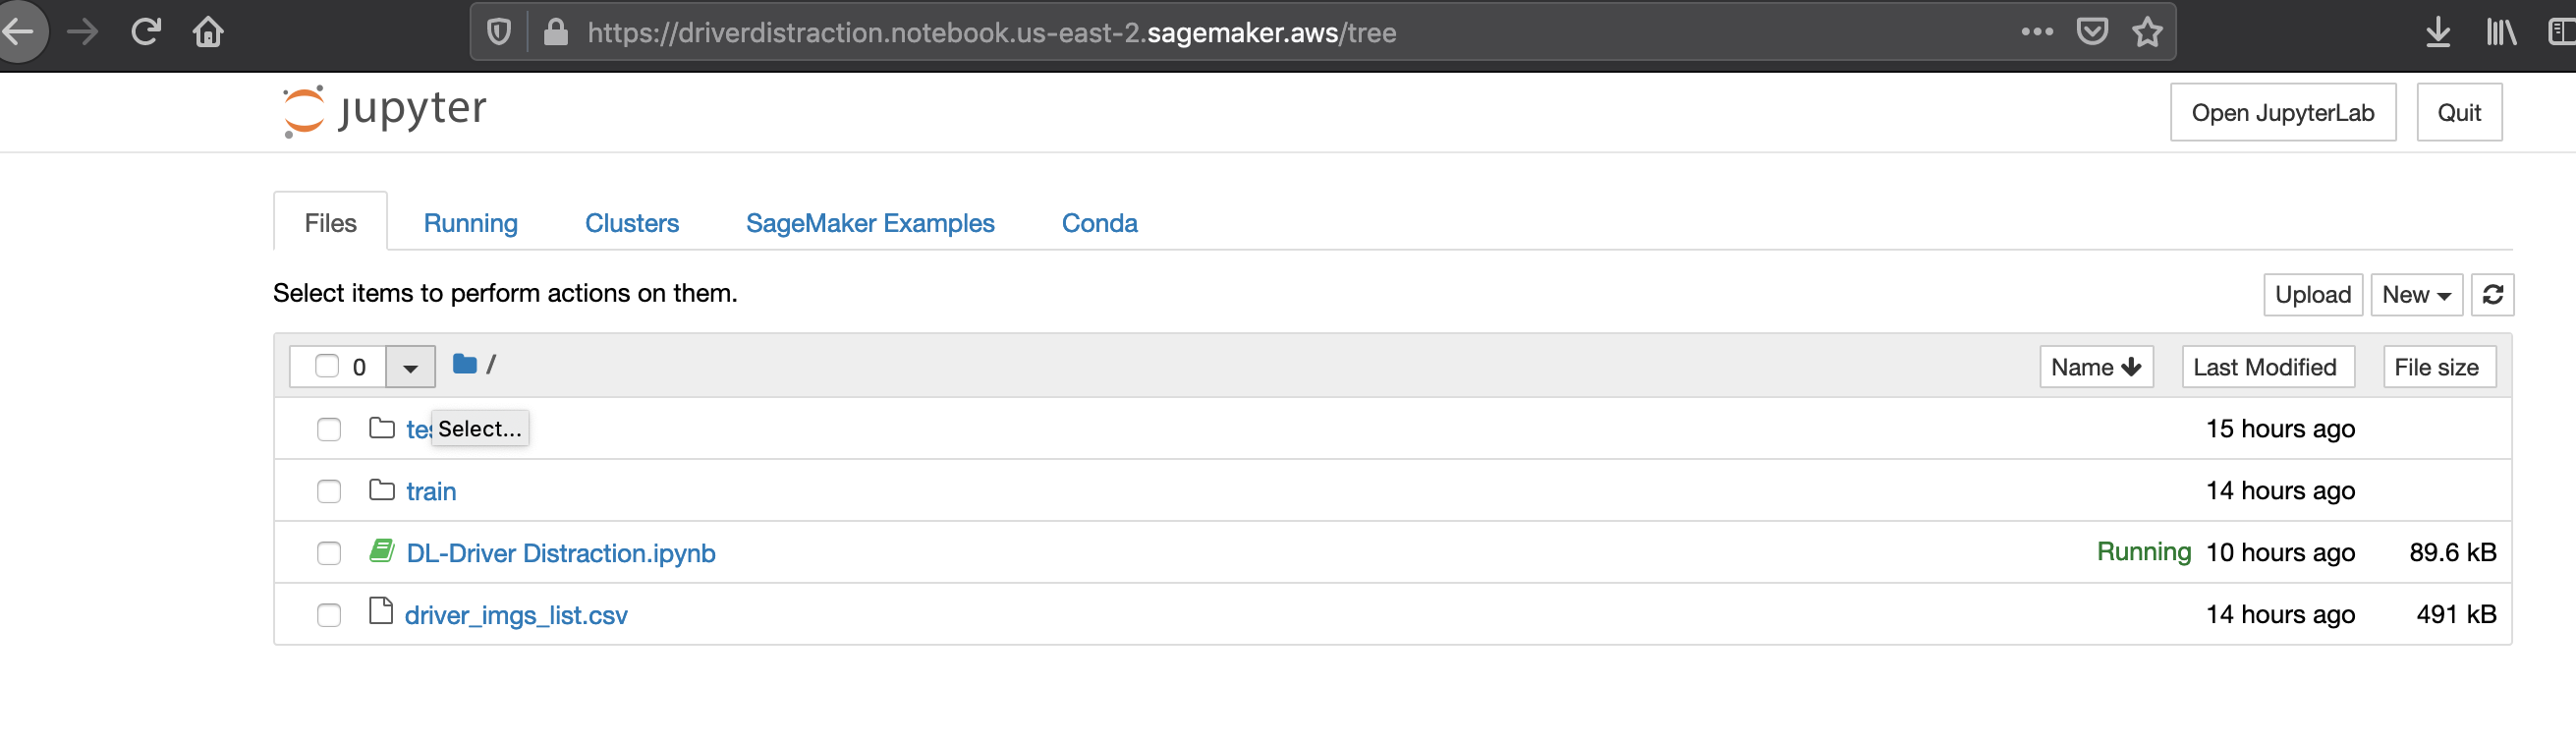 https://driverdistraction.notebook.us-east-2.sagemaker.aws/tree
jupyter
Open JupyterLab Quit
Files Running Clusters SageMaker Examples Conda
Select items to perform actions on them.
Upload New
0 / Name Last Modified File size
Select... 15 hours ago
train 14 hours ago
DL-Driver Distraction.ipynb Running 10 hours ago 89.6 kB
driver_imgs_list.csv 14 hours ago 491 kB